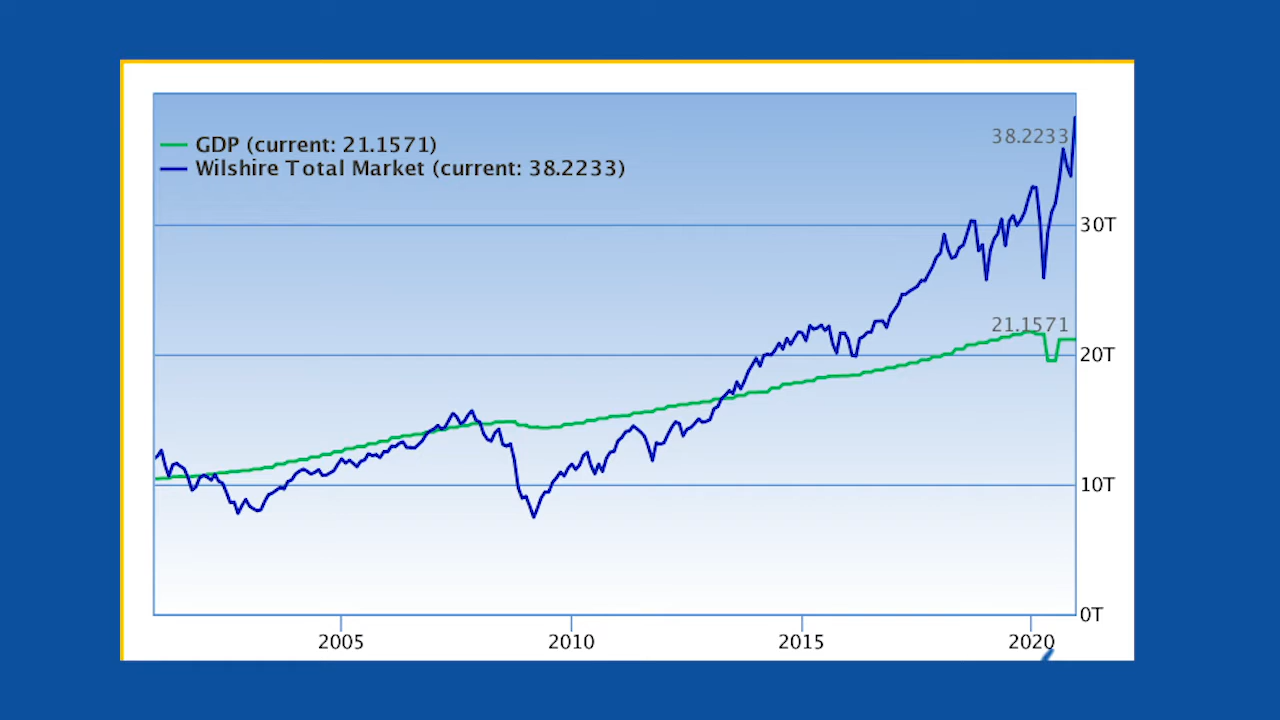 GDP (current: 21.1571)
Wilshire Total Market (current: 38.2233)
38.2233
30T
21.1571
20T
10T
0T
2005 2010 2015 2020